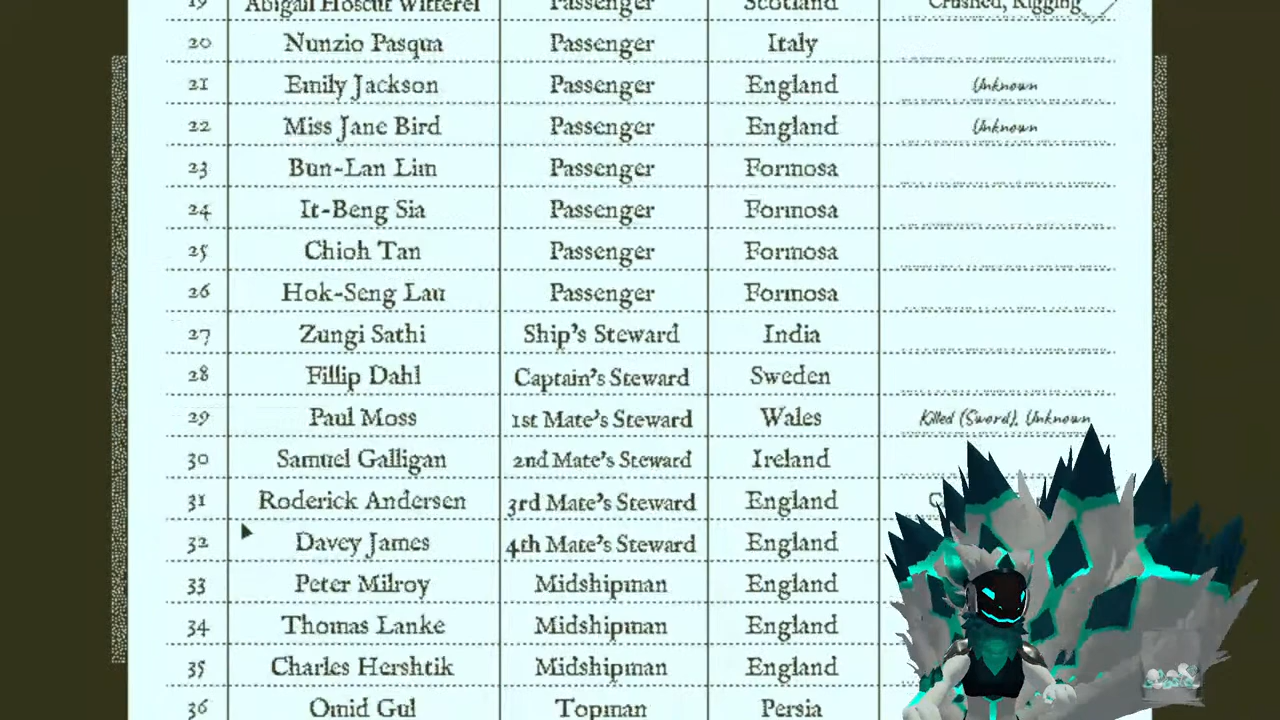 19 Abigail Hoscut Witterel Passenger Scotland Crushed, Rigging
20 Nunzio Pasqua Passenger Italy
21 Emily Jackson Passenger England Unknown
22 Miss Jane Bird Passenger England Unknown
23 Bun-Lan Lim Passenger Formosa
24 It-Beng Sia Passenger Formosa
25 Chioh Tan Passenger Formosa
26 Hok-Seng Lau Passenger Formosa
27 Zungi Sathi Ship's Steward India
28 Fillip Dahl Captain's Steward Sweden
29 Paul Moss 1st Mate's Steward Wales Killed (Sword), Unknown
30 Samuel Galligan 2nd Mate's Steward Ireland
31 Roderick Andersen 3rd Mate's Steward England
32 Davey James 4th Mate's Steward England
33 Peter Milroy Midshipman England
34 Thomas Lanke Midshipman England
35 Charles Hershtik Midshipman England
36 Omid Gul Topman Persia